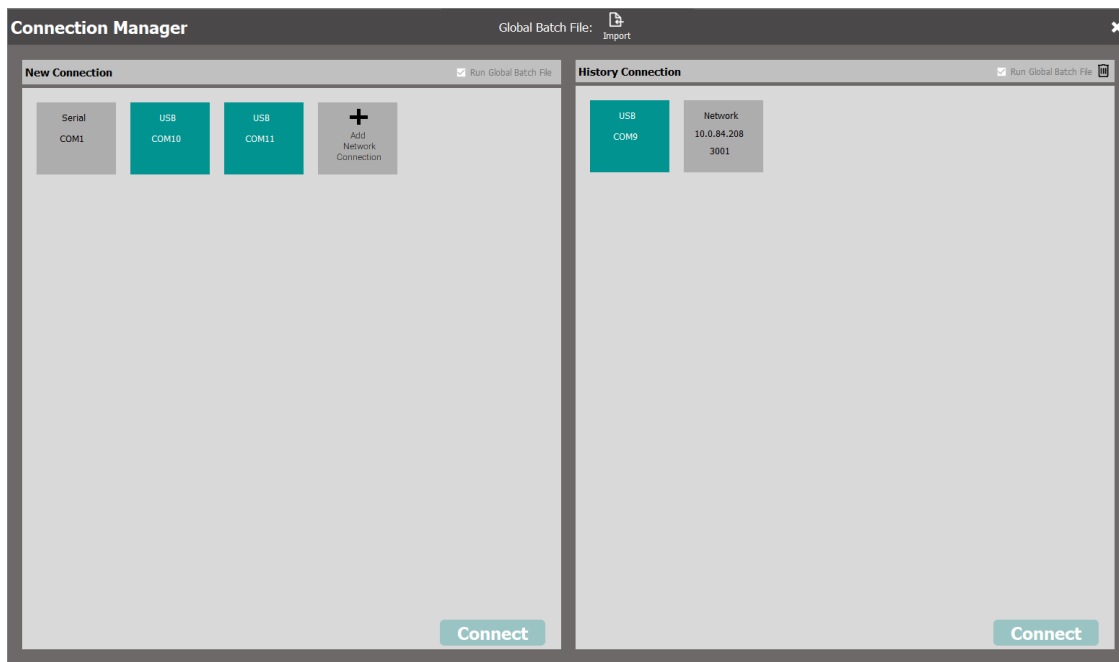 Connection Manager
Global Batch File:
Import
New Connection
Run Global Batch File
Serial
COM1
USB
COM10
USB
COM11
Add
Network
Connection
Connect
History Connection
Run Global Batch File
USB
COM9
Network
10.0.84.208
3001
Connect